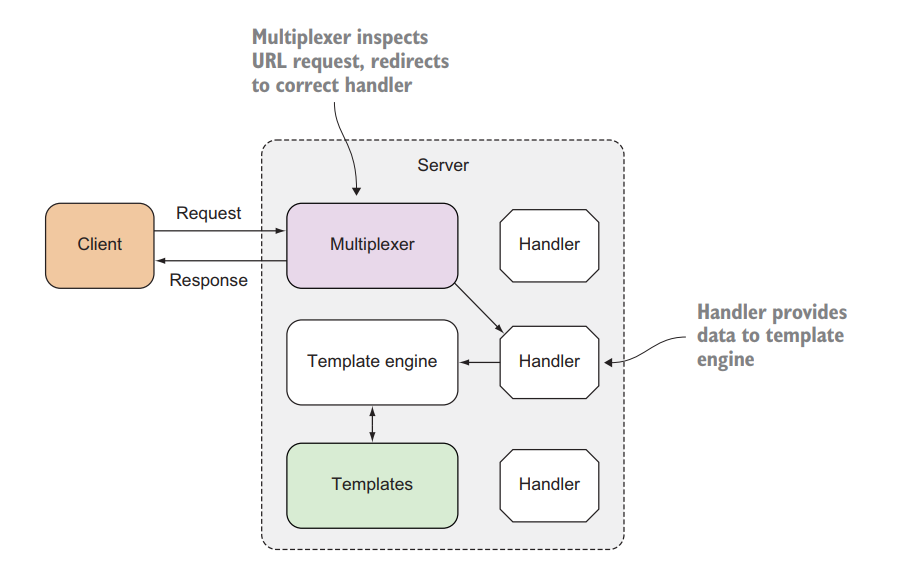 Multiplexer inspects
URL request, redirects
to correct handler
Server
Request
Client
Multiplexer
Handler
Response
Handler provides
data to template
engine
Template engine
Handler
Templates
Handler